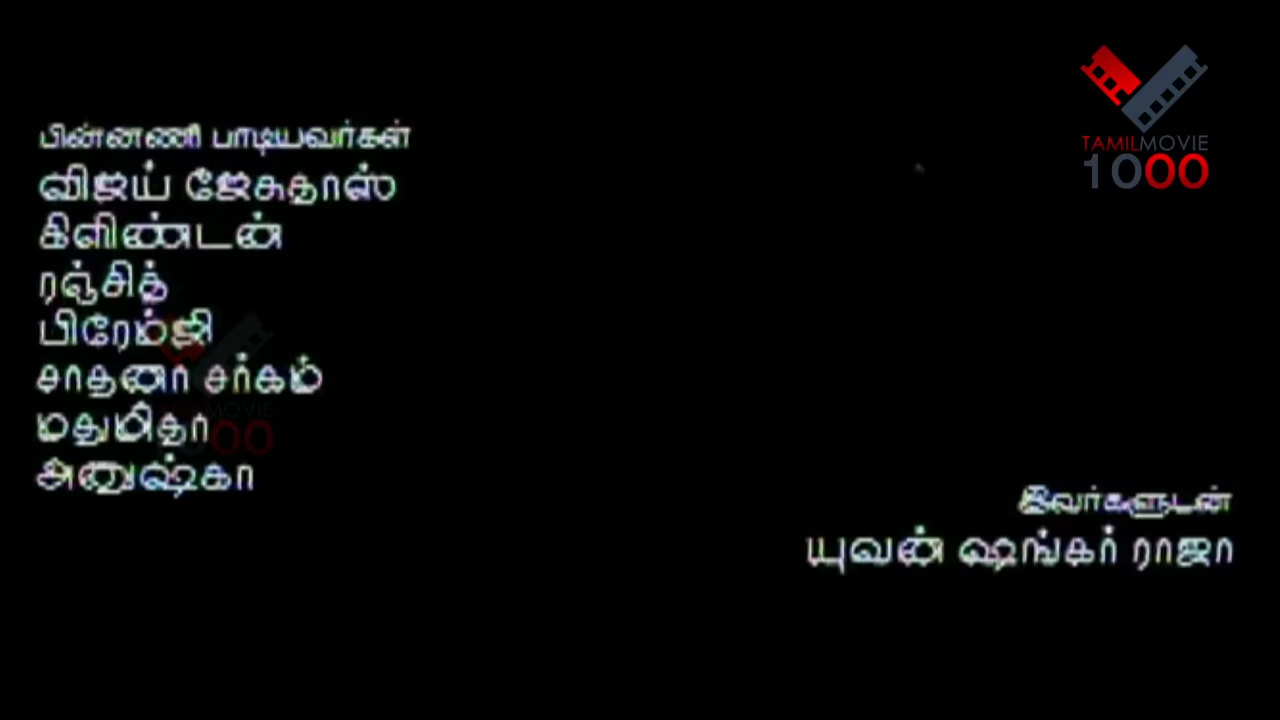 TAMILMOVIE
1000
பின்னணி பாடியவர்கள்
விஜய் ஜேசுதாஸ்
கிளிண்டன்
ரஞ்சித்
பிரேம்ஜி
சாதனா சர்கம்
மதுமிதா
அனுஷ்கா
இவர்களுடன்
யுவன் ஷங்கர் ராஜா